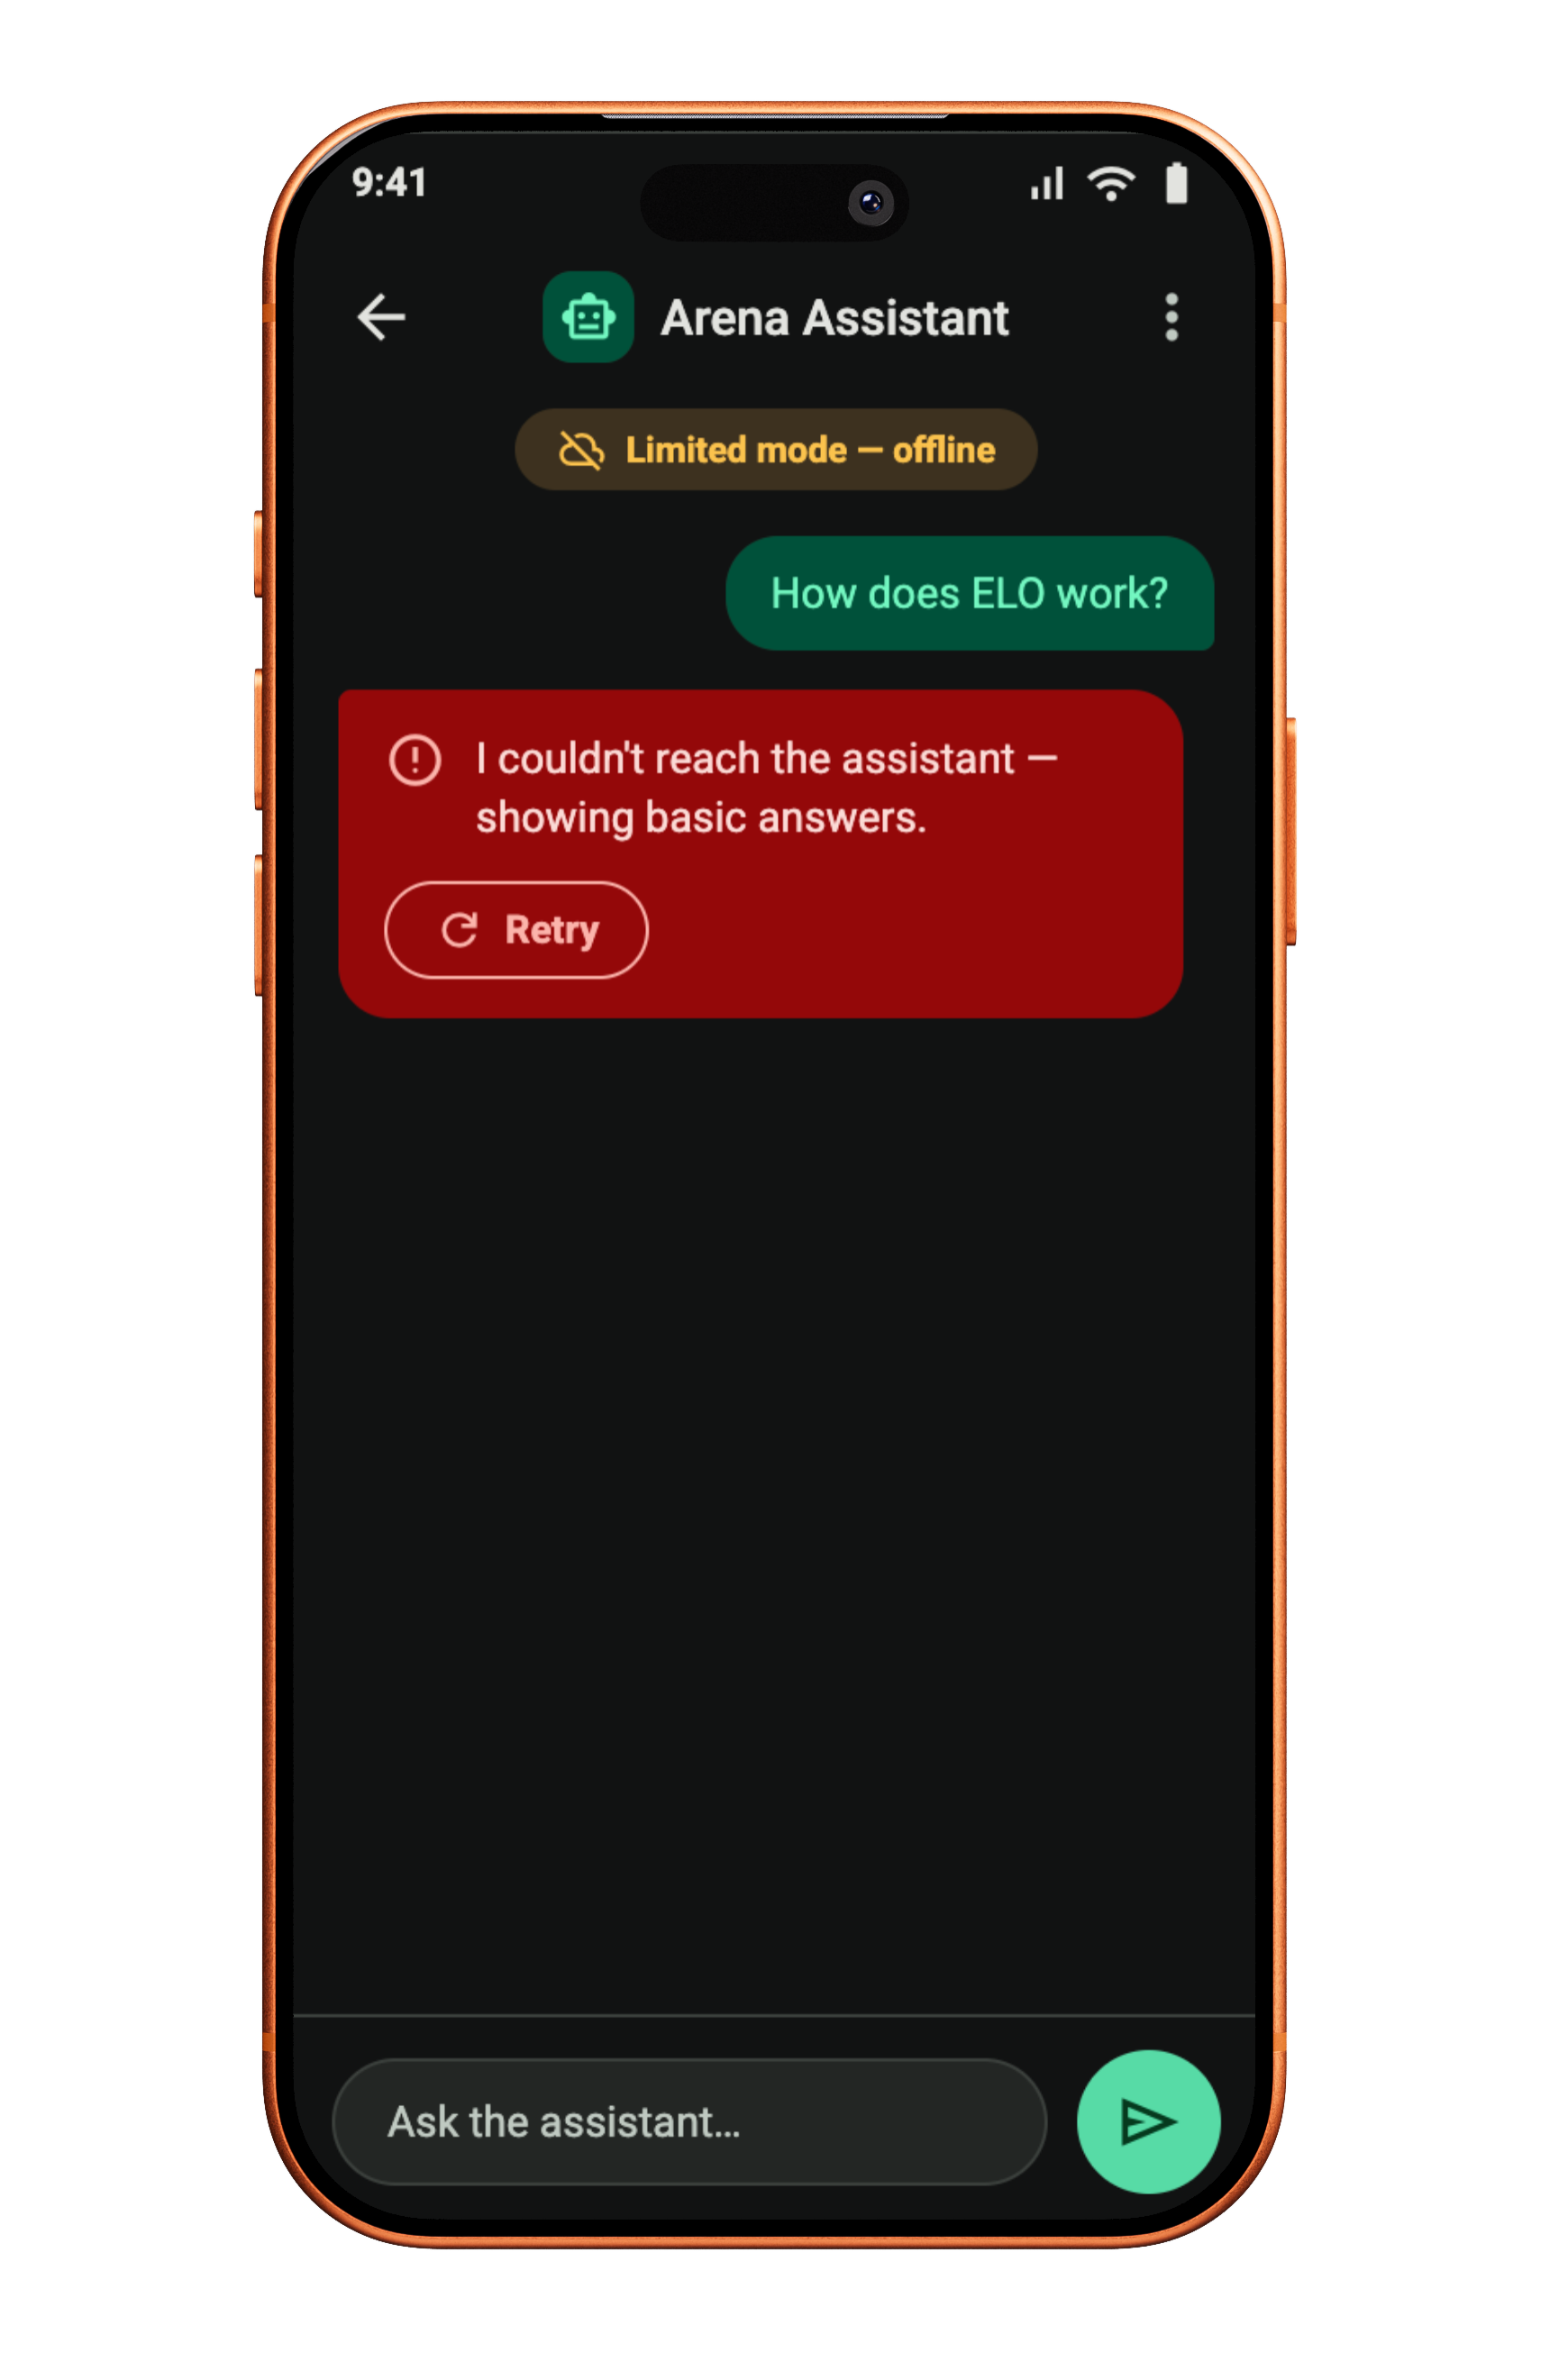 9:41
Arena Assistant
Limited mode — offline
How does ELO work?
I couldn't reach the assistant —
showing basic answers.
Retry
Ask the assistant...